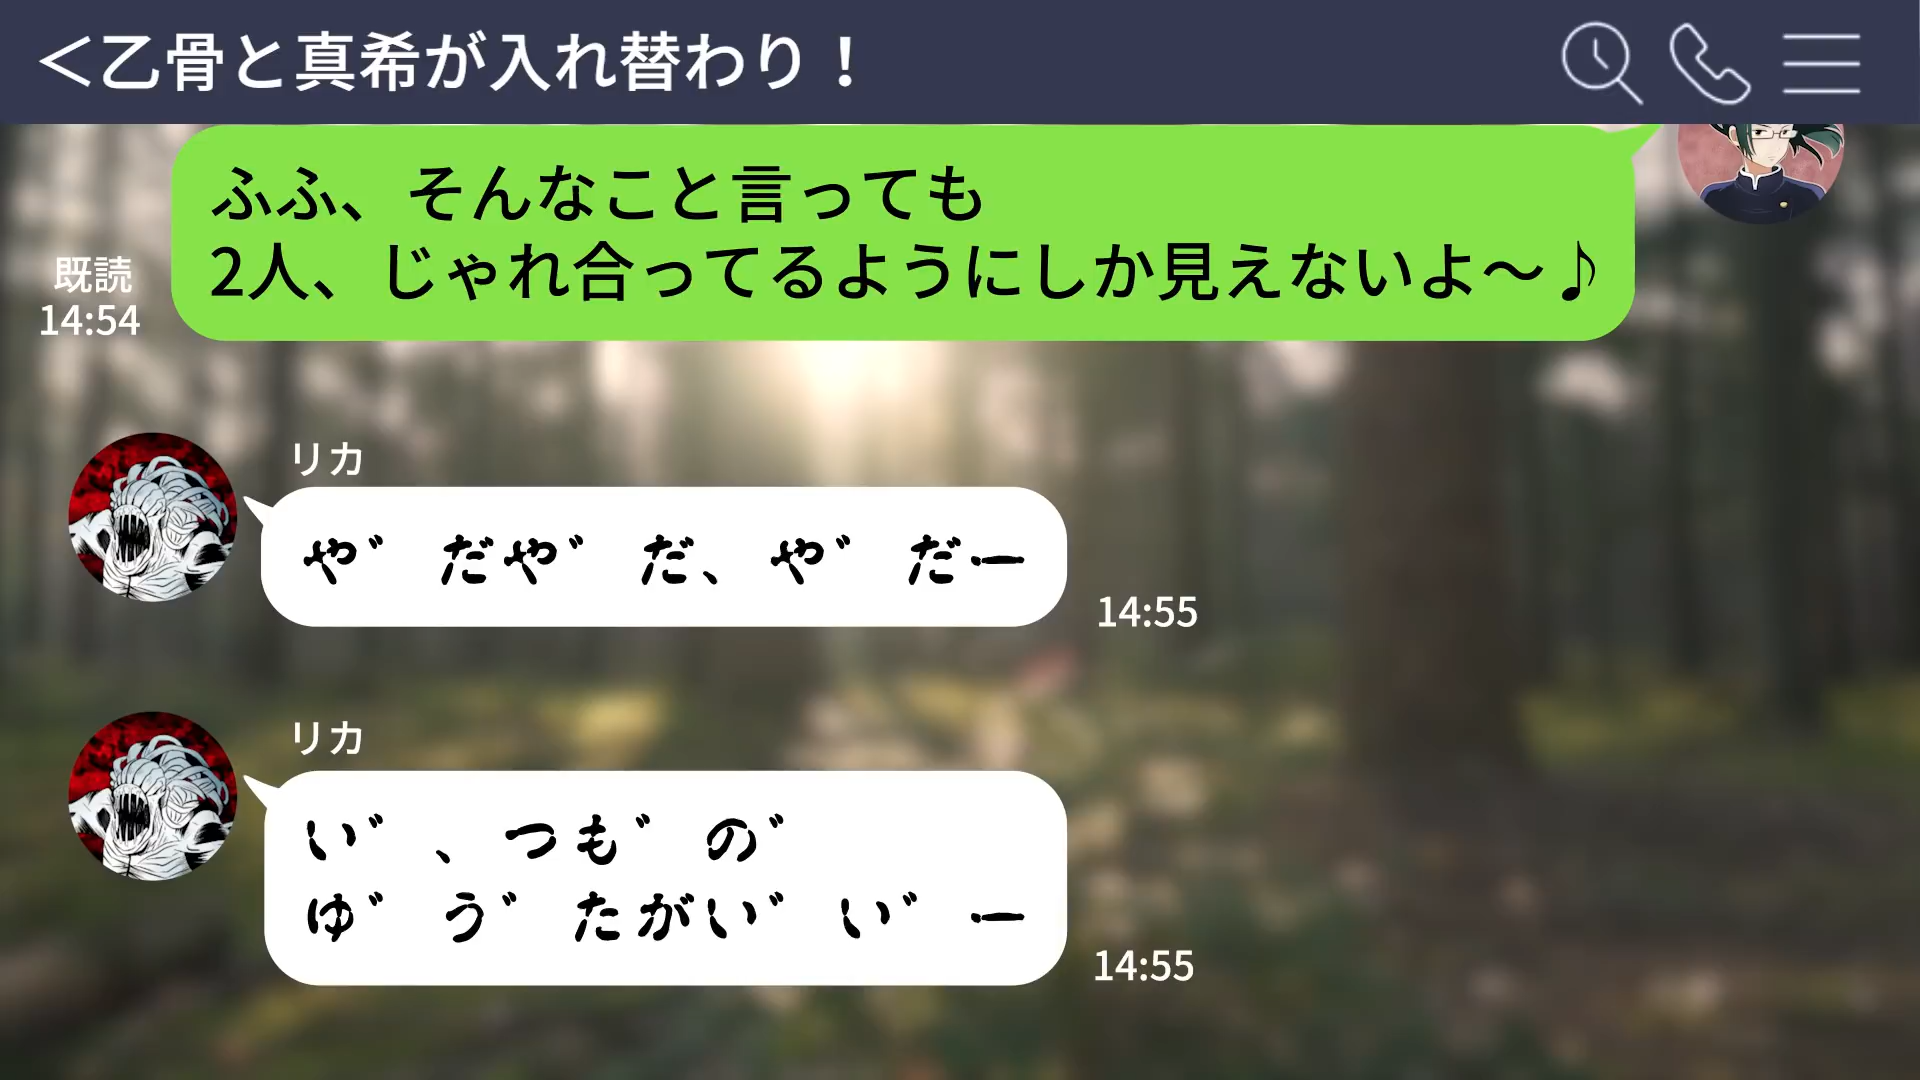 ＜乙骨と真希が入れ替わり！
ふふ、そんなこと言っても
2人、じゃれ合ってるようにしか見えないよ〜♪
既読
14:54
リカ
や゛だや゛だ、や゛だー
14:55
リカ
い゛、つも゛の゛
ゆ゛う゛たがい゛い゛ー
14:55